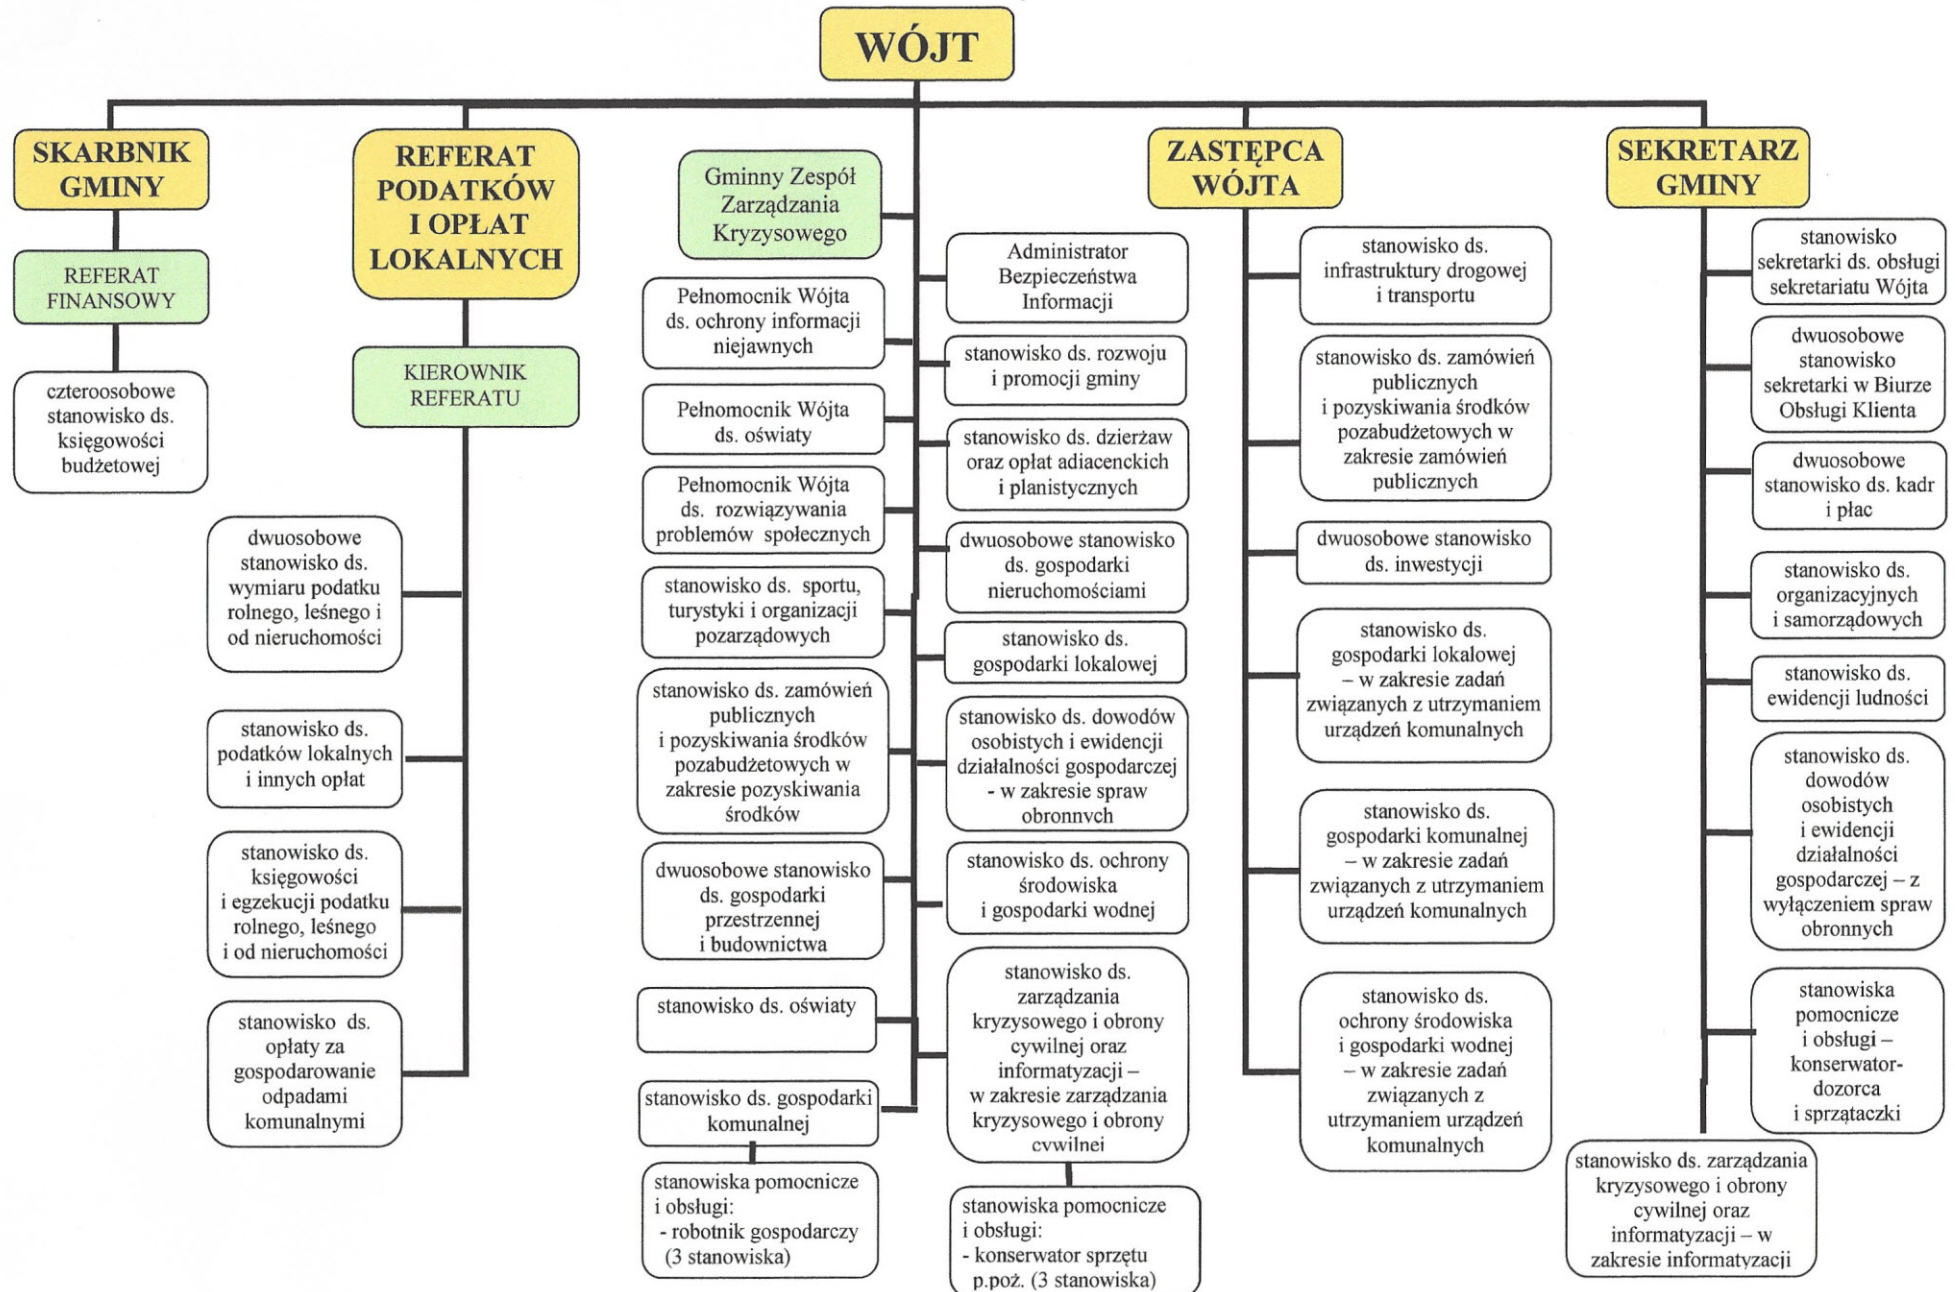 WÓJT
SKARBNIK
GMINY
REFERAT
FINANSOWY
czteroosobowe
stanowisko ds.
księgowości
budżetowej
REFERAT
PODATKÓW
I OPŁAT
LOKALNYCH
KIEROWNIK
REFERATU
dwuosobowe
stanowisko ds.
wymiaru podatku
rolnego, leśnego i
od nieruchomości
stanowisko ds.
podatków lokalnych
i innych opłat
stanowisko ds.
księgowości
i egzekucji podatku
rolnego, leśnego
i od nieruchomości
stanowisko ds.
opłaty za
gospodarowanie
odpadami
komunalnymi
Gminny Zespół
Zarządzania
Kryzysowego
Pełnomocnik Wójta
ds. ochrony informacji
niejawnych
Pełnomocnik Wójta
ds. oświaty
Pełnomocnik Wójta
ds. rozwiązywania
problemów społecznych
stanowisko ds. sportu,
turystyki i organizacji
pozarządowych
stanowisko ds. zamówień
publicznych
i pozyskiwania środków
pozabudżetowych w
zakresie pozyskiwania
środków
dwuosobowe stanowisko
ds. gospodarki
przestrzennej
i budownictwa
stanowisko ds. oświaty
stanowisko ds. gospodarki
komunalnej
stanowiska pomocnicze
i obsługi:
- robotnik gospodarczy
(3 stanowiska)
Administrator
Bezpieczeństwa
Informacji
stanowisko ds. rozwoju
i promocji gminy
stanowisko ds. dzierżaw
oraz opłat adiacenckich
i planistycznych
dwuosobowe stanowisko
ds. gospodarki
nieruchomościami
stanowisko ds.
gospodarki lokalowej
stanowisko ds. dowodów
osobistych i ewidencji
działalności gospodarczej
- w zakresie spraw
obronnych
stanowisko ds. ochrony
środowiska
i gospodarki wodnej
stanowisko ds.
zarządzania
kryzysowego i obrony
cywilnej oraz
informatyzacji –
w zakresie zarządzania
kryzysowego i obrony
cywilnej
stanowiska pomocnicze
i obsługi:
- konserwator sprzętu
p.poż. (3 stanowiska)
ZASTĘPCA
WÓJTA
stanowisko ds.
infrastruktury drogowej
i transportu
stanowisko ds. zamówień
publicznych
i pozyskiwania środków
pozabudżetowych w
zakresie zamówień
publicznych
dwuosobowe stanowisko
ds. inwestycji
stanowisko ds.
gospodarki lokalowej
– w zakresie zadań
związanych z utrzymaniem
urządzeń komunalnych
stanowisko ds.
gospodarki komunalnej
– w zakresie zadań
związanych z utrzymaniem
urządzeń komunalnych
stanowisko ds.
ochrony środowiska
i gospodarki wodnej
– w zakresie zadań
związanych z
utrzymaniem urządzeń
komunalnych
SEKRETARZ
GMINY
stanowisko
sekretarki ds. obsługi
sekretariatu Wójta
dwuosobowe
stanowisko
sekretarki w Biurze
Obsługi Klienta
dwuosobowe
stanowisko ds. kadr
i płac
stanowisko ds.
organizacyjnych
i samorządowych
stanowisko ds.
ewidencji ludności
stanowisko ds.
dowodów
osobistych
i ewidencji
działalności
gospodarczej – z
wyłączeniem spraw
obronnych
stanowiska
pomocnicze
i obsługi –
konserwator-
dozorca
i sprzątaczki
stanowisko ds. zarządzania
kryzysowego i obrony
cywilnej oraz
informatyzacji – w
zakresie informatyzacji